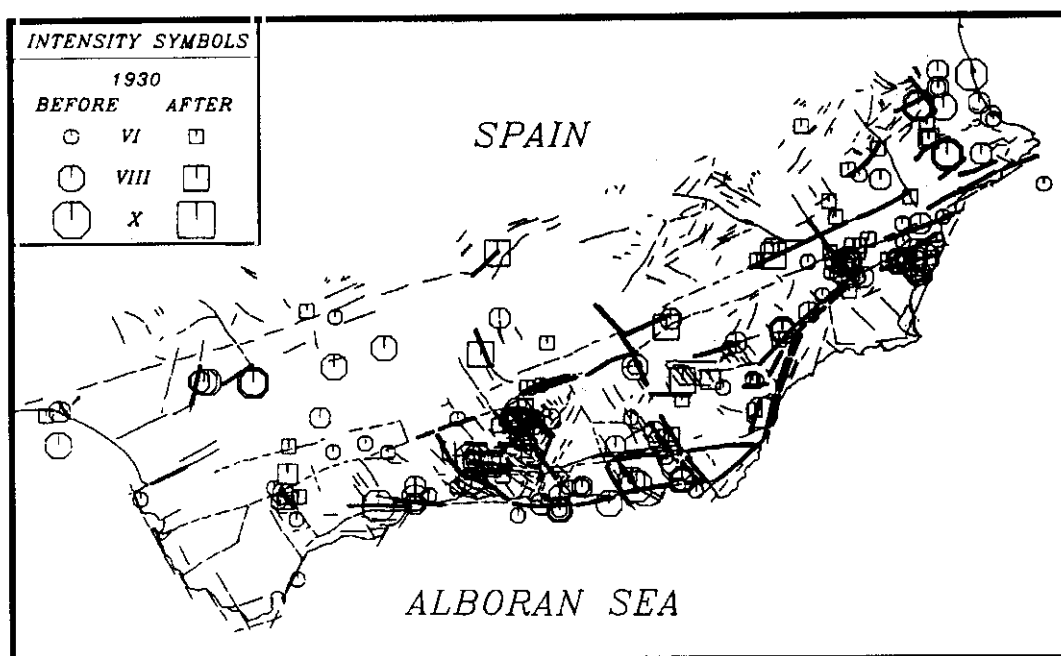 INTENSITY SYMBOLS
1930
BEFORE AFTER
VI
VIII
X
SPAIN
ALBORAN SEA